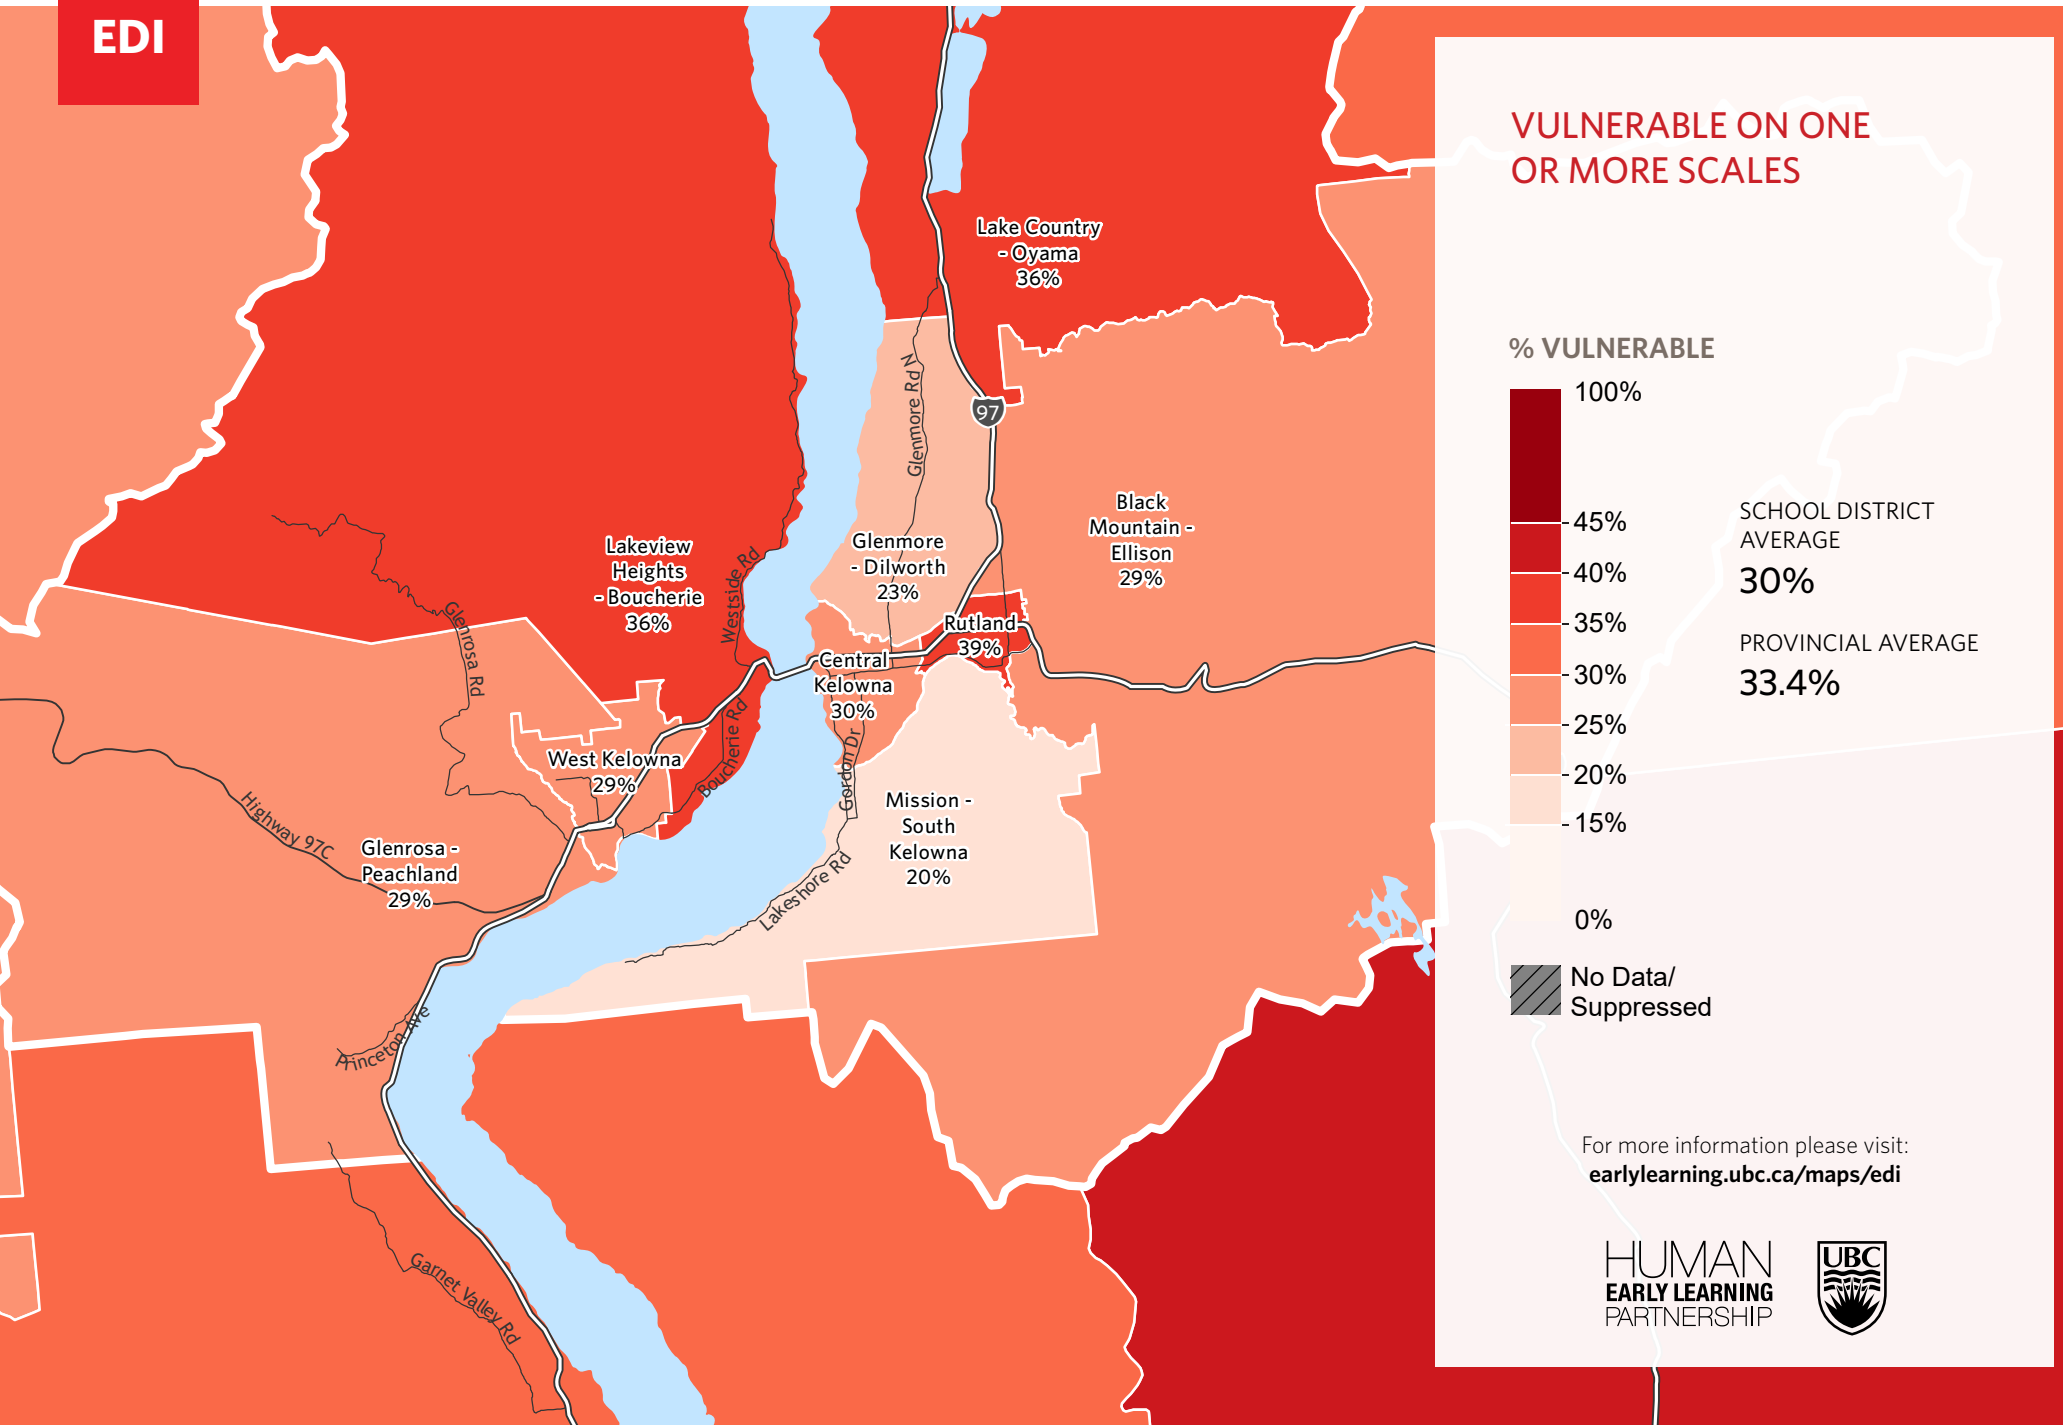 EDI
VULNERABLE ON ONE
OR MORE SCALES
% VULNERABLE
100%
45%
40%
35%
30%
25%
20%
15%
0%
No Data/
Suppressed
SCHOOL DISTRICT
AVERAGE
30%
PROVINCIAL AVERAGE
33.4%
For more information please visit:
earlylearning.ubc.ca/maps/edi
HUMAN
EARLY LEARNING
PARTNERSHIP
UBC
Lake Country
- Oyama
36%
Glenmore Rd N
97
Black
Mountain -
Ellison
29%
Glenmore
- Dilworth
23%
Lakeview
Heights
- Boucherie
36%
Westside Rd
Glenrosa Rd
Rutland
39%
Central
Kelowna
30%
Boucherie Rd
Gordon Dr
West Kelowna
29%
Mission -
South
Kelowna
20%
Highway 97C
Glenrosa -
Peachland
29%
Lakeshore Rd
Princeton Ave
Garnet Valley Rd